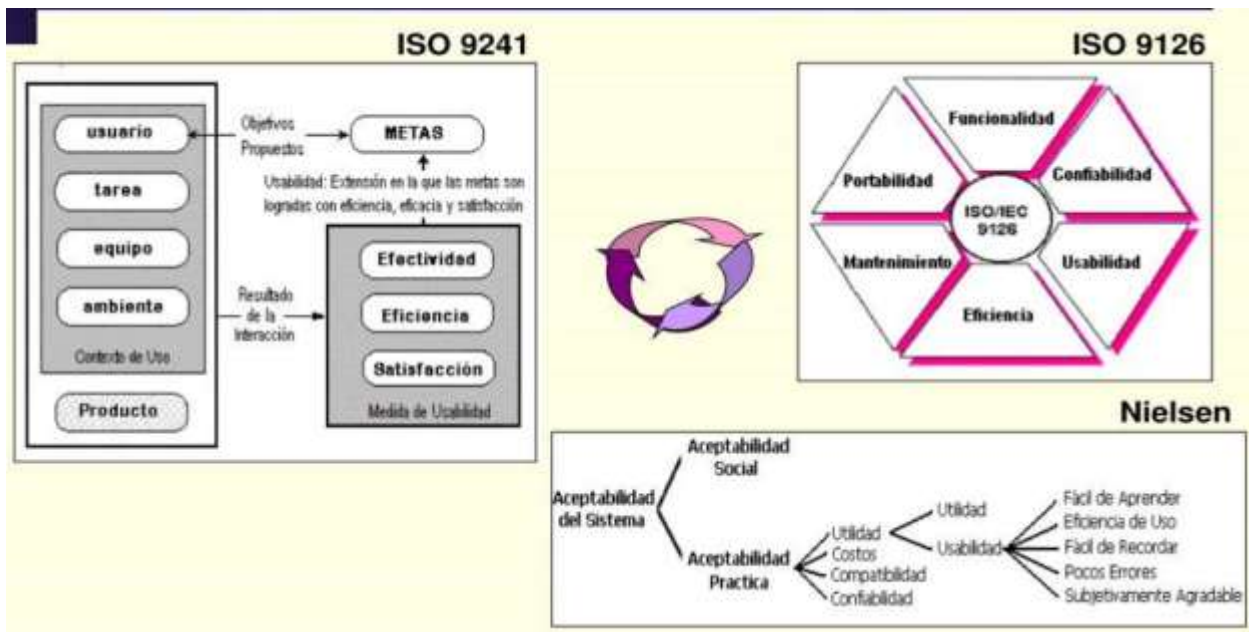 ISO 9241
usuario
tarea
equipo
ambiente
Contexto de Uso
Producto
Objetivos
Propuestos
METAS
Usabilidad: Extensión en la que las metas son
logradas con eficiencia, eficacia y satisfacción
Resultado
de la
Interacción
Efectividad
Eficiencia
Satisfacción
Medida de Usabilidad
ISO 9126
Funcionalidad
Portabilidad
Confiabilidad
ISO/IEC
9126
Mantenimiento
Usabilidad
Eficiencia
Nielsen
Aceptabilidad
del Sistema
Aceptabilidad
Social
Aceptabilidad
Practica
Utilidad
Costos
Compatibilidad
Confiabilidad
Utilidad
Usabilidad
Fàcil de Aprender
Eficiencia de Uso
Fàcil de Recordar
Pocos Errores
Subjetivamente Agradable